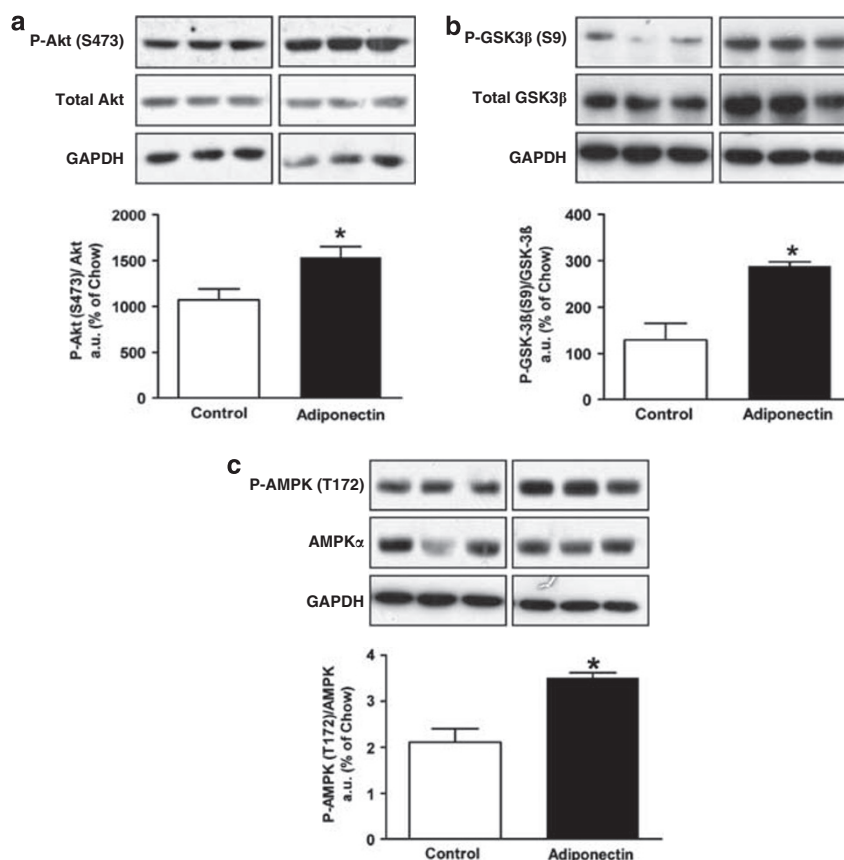 a
P-Akt (S473)
Total Akt
GAPDH
P-Akt (S473)/ Akt
a.u. (% of Chow)
2000
1500
1000
500
0
*
Control
Adiponectin
b
P-GSK3β (S9)
Total GSK3β
GAPDH
P-GSK-3ß(S9)/GSK-3ß
a.u. (% of Chow)
400
300
200
100
0
*
Control
Adiponectin
c
P-AMPK (T172)
AMPKα
GAPDH
P-AMPK (T172)/AMPK
a.u. (% of Chow)
4
3
2
1
0
*
Control
Adiponectin